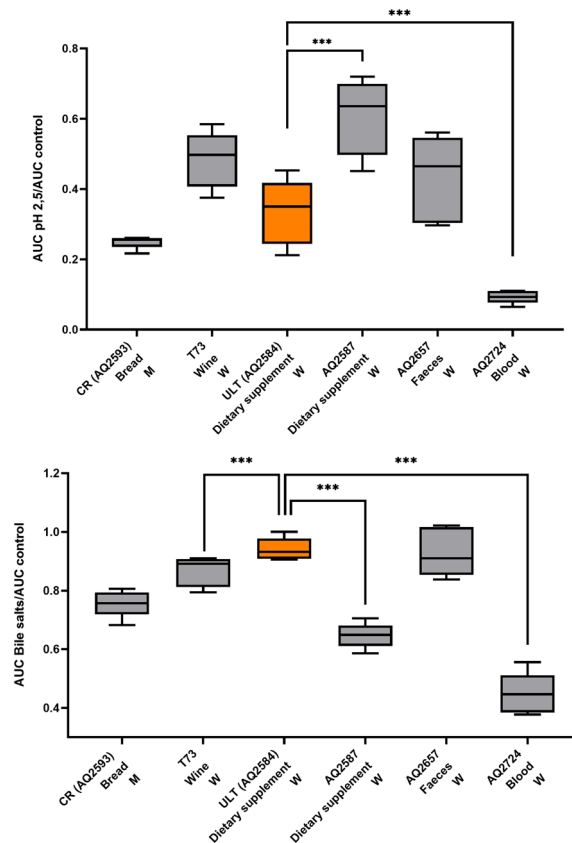 ***
***
0.8
0.6
0.4
0.2
0.0
AUC pH 2,5/AUC control
CR (AQ2593)
Bread
M
T73
Wine
W
ULT (AQ2584)
Dietary supplement
W
AQ2587
Dietary supplement
W
AQ2657
Faeces
W
AQ2724
Blood
W
1.2
1.0
0.8
0.6
0.4
AUC Bile salts/AUC control
***
***
***
CR (AQ2593)
Bread
M
T73
Wine
W
ULT (AQ2584)
Dietary supplement
W
AQ2587
Dietary supplement
W
AQ2657
Faeces
W
AQ2724
Blood
W